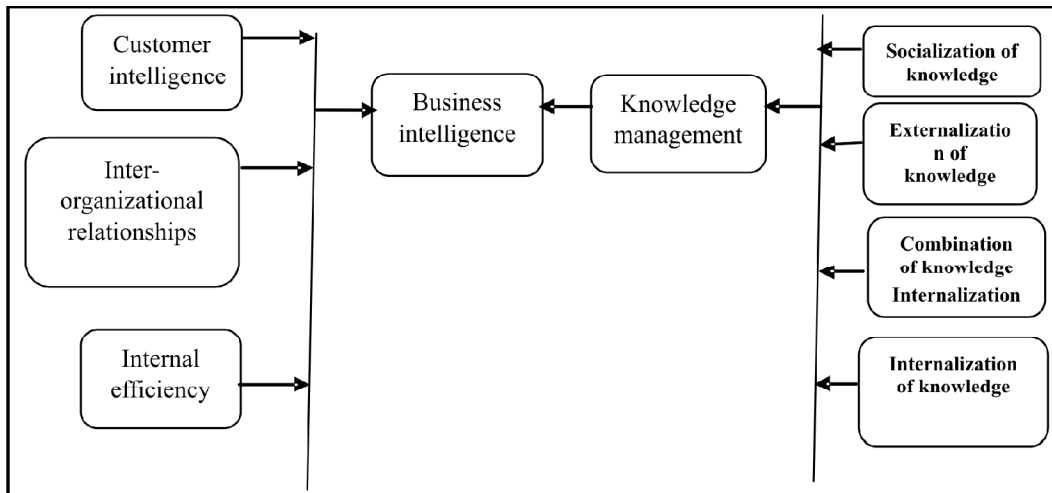 Customer
intelligence
Inter-
organizational
relationships
Internal
efficiency
Business
intelligence
Knowledge
management
Socialization of
knowledge
Externalizatio
n of
knowledge
Combination
of knowledge
Internalization
Internalization
of knowledge